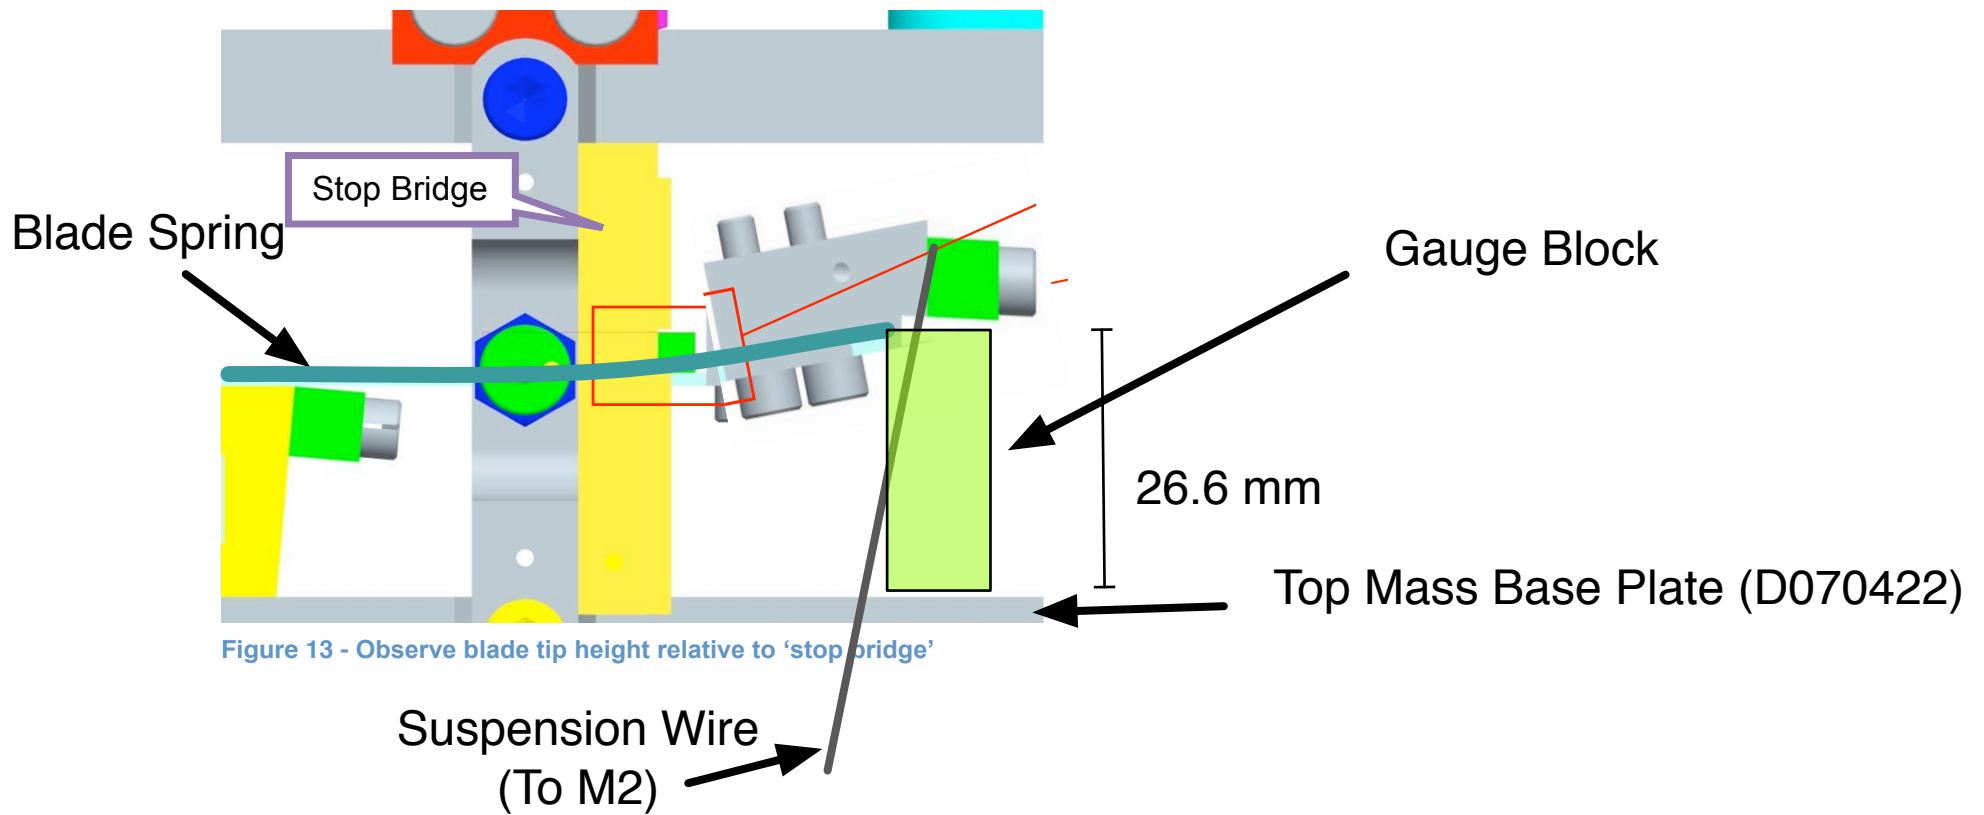 Stop Bridge
Blade Spring
Gauge Block
26.6 mm
Top Mass Base Plate (D070422)
Figure 13 - Observe blade tip height relative to ‘stop bridge’
Suspension Wire
(To M2)